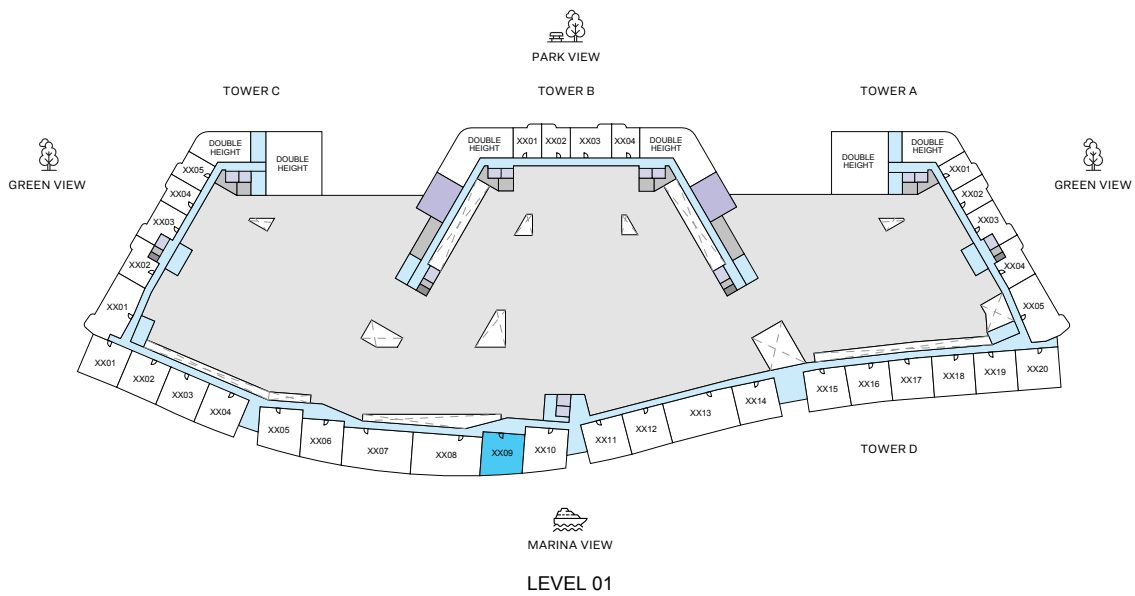 PARK VIEW
TOWER C
TOWER B
TOWER A
GREEN VIEW
GREEN VIEW
DOUBLE
HEIGHT
DOUBLE
HEIGHT
XX05
XX04
XX03
XX02
XX01
DOUBLE
HEIGHT
XX01
XX02
XX03
XX04
DOUBLE
HEIGHT
DOUBLE
HEIGHT
DOUBLE
HEIGHT
XX01
XX02
XX03
XX04
XX05
XX01
XX02
XX03
XX04
XX05
XX06
XX07
XX08
XX09
XX10
XX11
XX12
XX13
XX14
XX15
XX16
XX17
XX18
XX19
XX20
TOWER D
MARINA VIEW
LEVEL 01